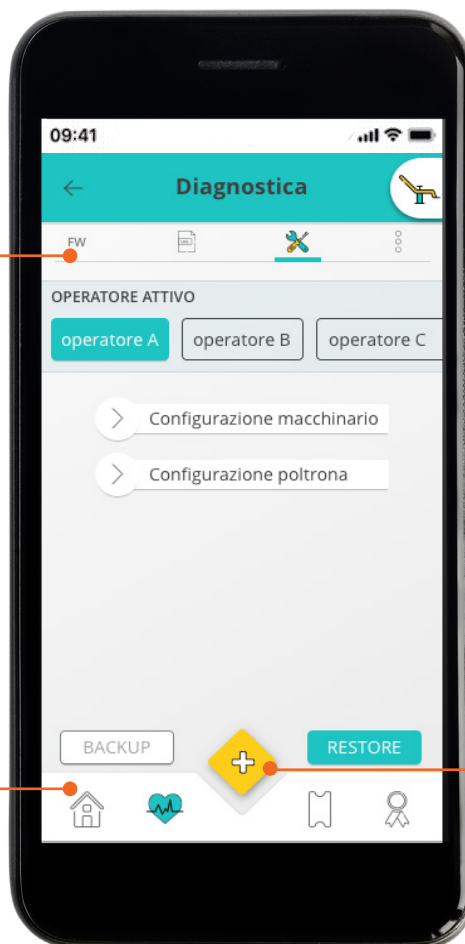 09:41
Diagnostica
FW
OPERATORE ATTIVO
operatore A operatore B operatore C
Configurazione macchinario
Configurazione poltrona
BACKUP RESTORE